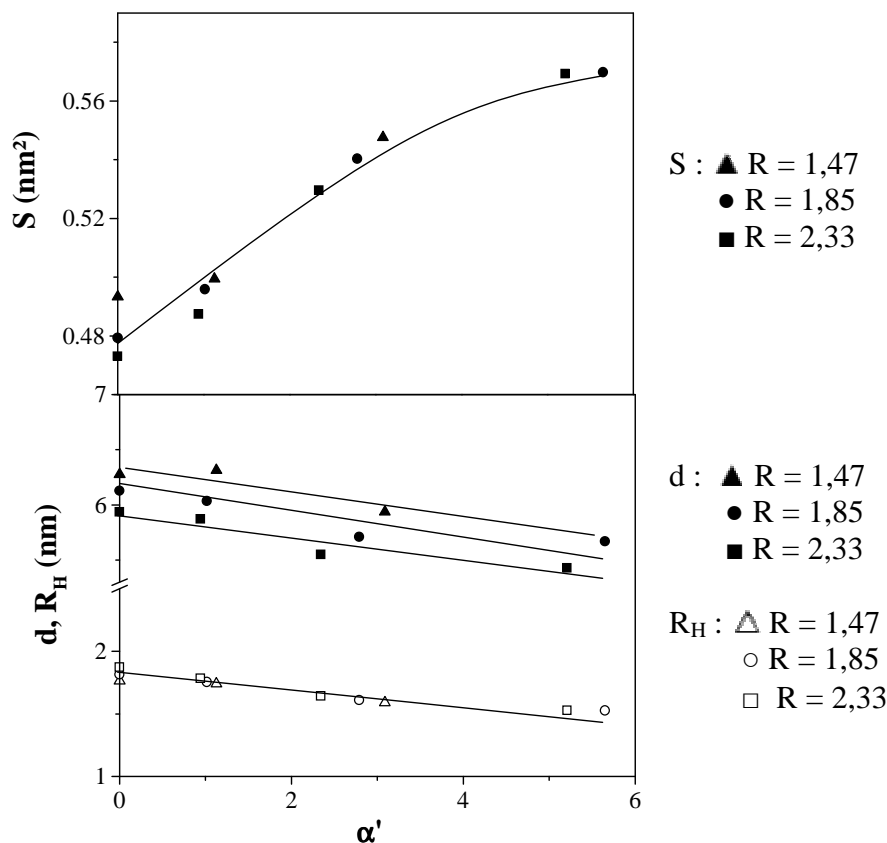 0.56
0.52
0.48
S (nm²)
S : ▲ R = 1,47
● R = 1,85
■ R = 2,33
7
6
2
1
d, R_H (nm)
d : ▲ R = 1,47
● R = 1,85
■ R = 2,33
R_H : △ R = 1,47
○ R = 1,85
□ R = 2,33
0 2 4 6
α'